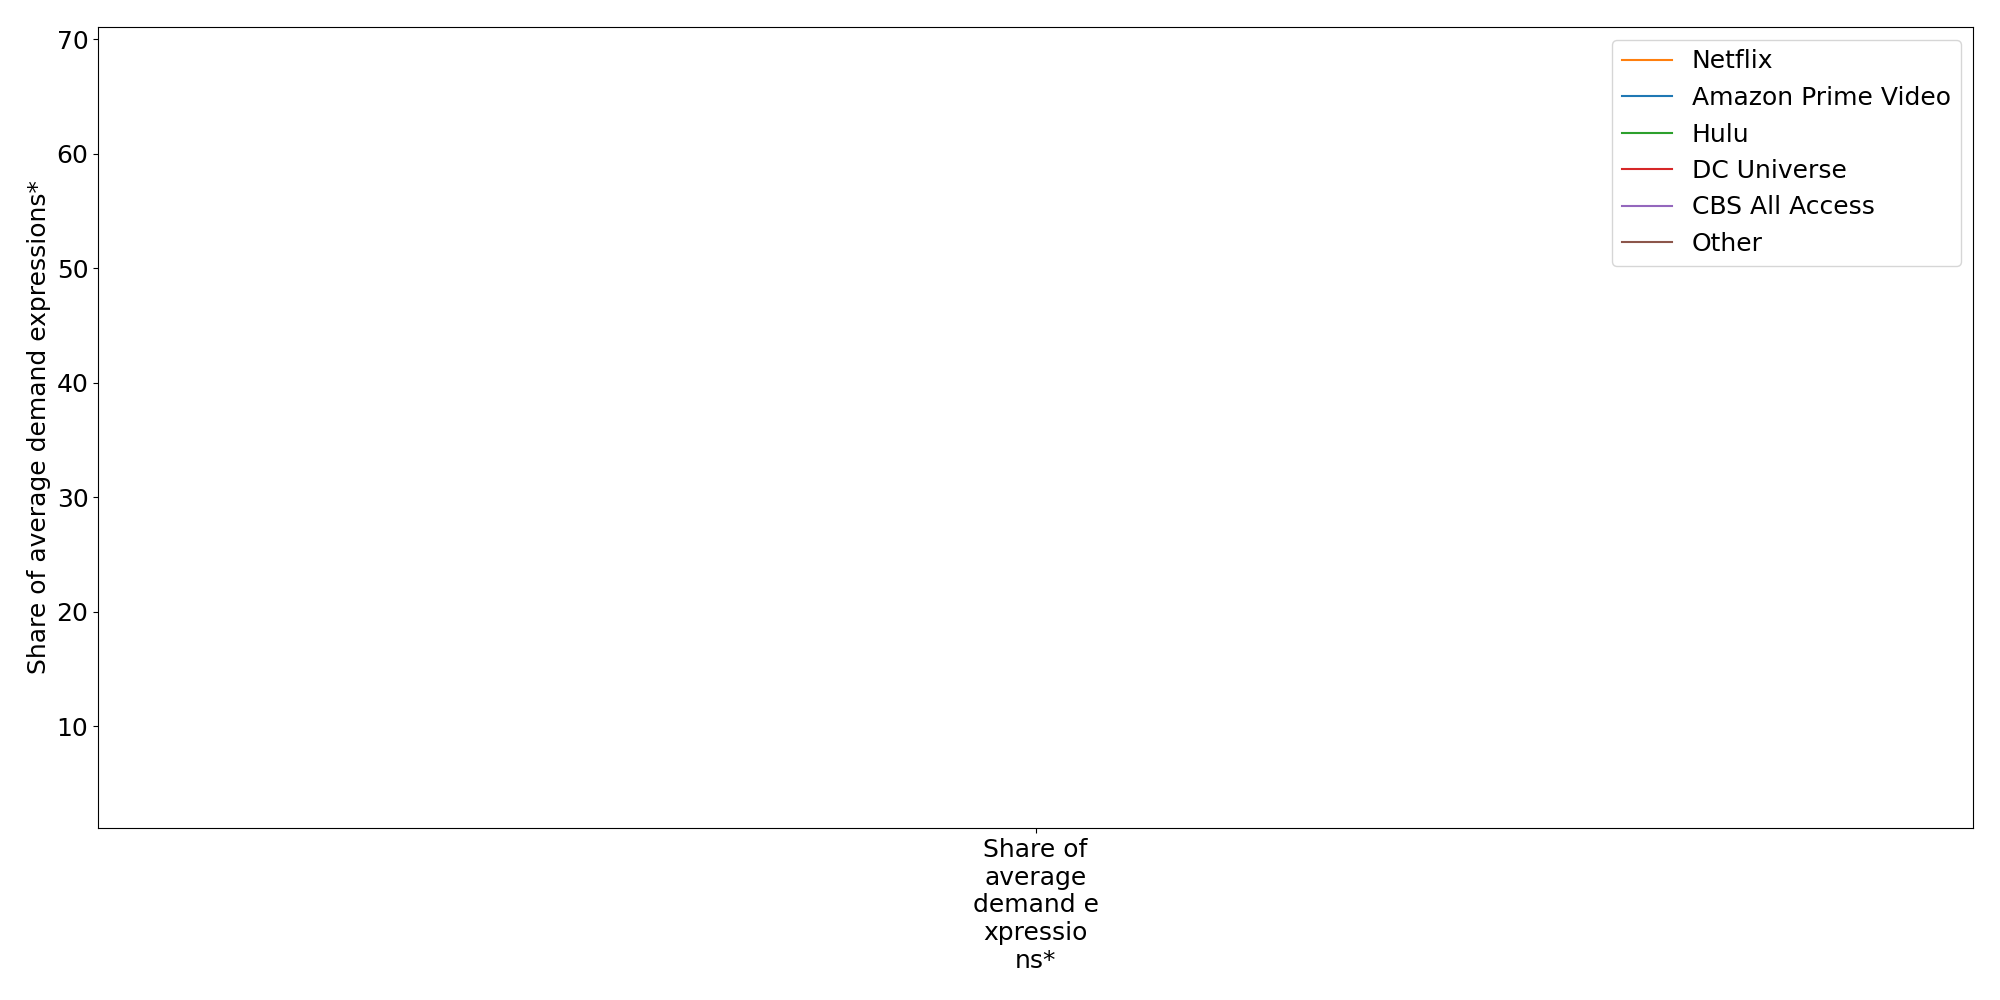 Share of average demand expressions*
70
60
50
40
30
20
10
Netflix
Amazon Prime Video
Hulu
DC Universe
CBS All Access
Other
Share of
average
demand e
xpressio
ns*